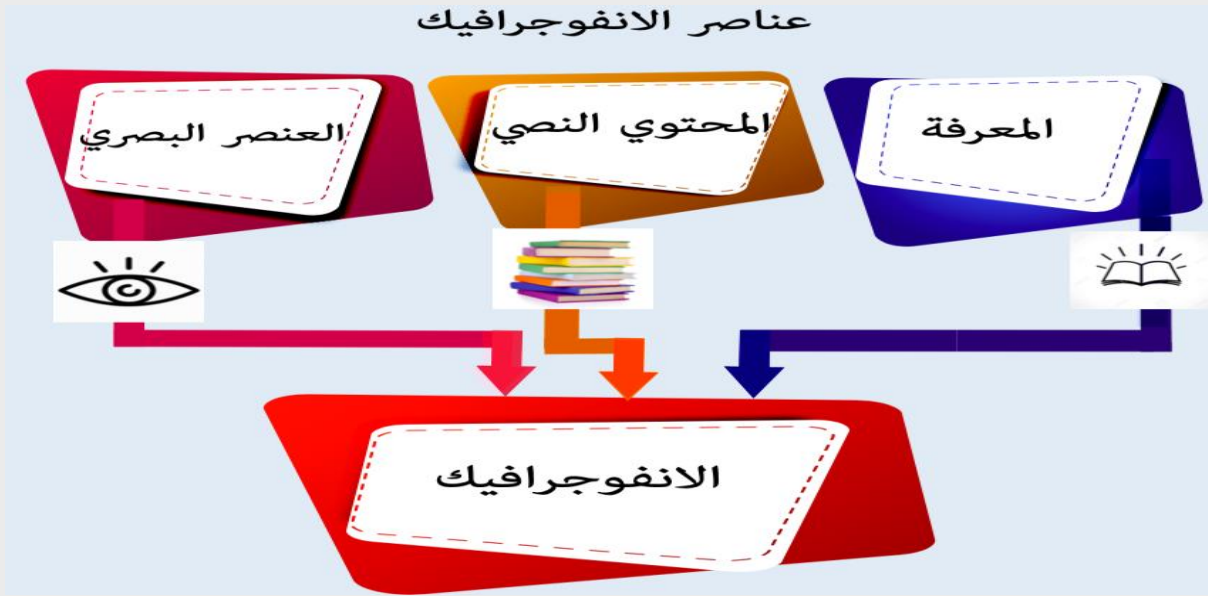 عناصر الانفوجرافيك
المعرفة
المحتوي النصي
العنصر البصري
الانفوجرافيك